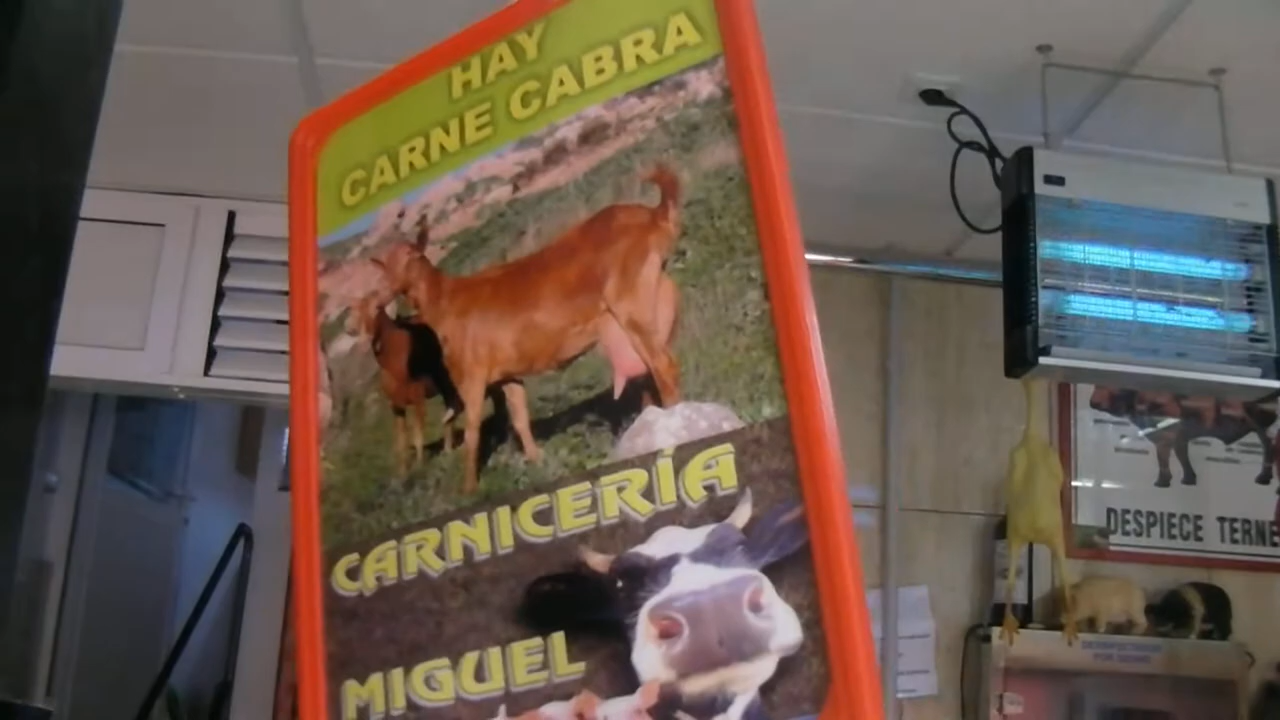 HAY
CARNE CABRA
CARNICERÍA
MIGUEL
DESPIECE TERNE